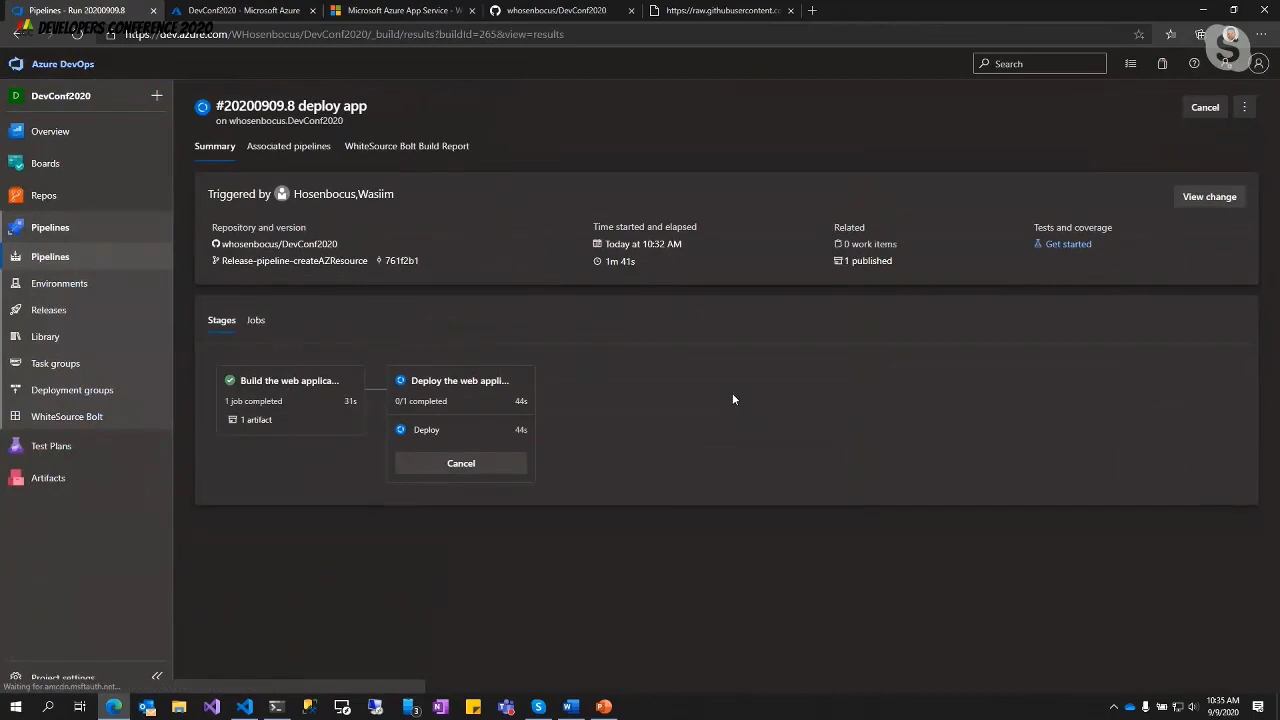 Pipelines - Run 20200909.8
DevConf2020 - Microsoft Azure
Microsoft Azure App Service - W
whosenbocus/DevConf2020
https://raw.githubusercontent.c
DEVELOPERS CONFERENCE 2020
https://dev.azure.com/WHosenbocus/DevConf2020/_build/results?buildId=265&view=results
Azure DevOps
Search
D DevConf2020
#20200909.8 deploy app
on whosenbocus.DevConf2020
Cancel
Overview
Boards
Repos
Pipelines
Pipelines
Environments
Releases
Library
Task groups
Deployment groups
WhiteSource Bolt
Test Plans
Artifacts
Project settings
Waiting for amcdn.msftauth.net...
Summary Associated pipelines WhiteSource Bolt Build Report
Triggered by Hosenbocus,Wasiim
View change
Repository and version
whosenbocus/DevConf2020
Release-pipeline-createAZResource 761f2b1
Time started and elapsed
Today at 10:32 AM
1m 41s
Related
0 work items
1 published
Tests and coverage
Get started
Stages Jobs
Build the web applica...
1 job completed 31s
1 artifact
Deploy the web appli...
0/1 completed 44s
Deploy 44s
Cancel
10:35 AM
9/9/2020